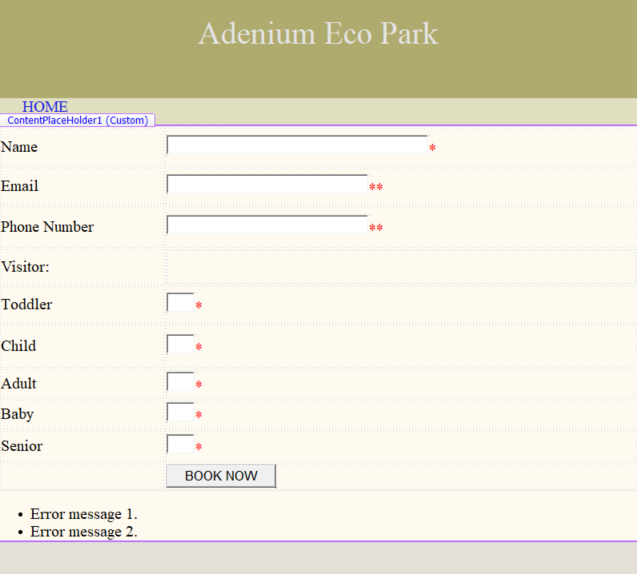 Adenium Eco Park
HOME
ContentPlaceHolder1 (Custom)
Name *
Email **
Phone Number **
Visitor:
Toddler *
Child *
Adult *
Baby *
Senior *
BOOK NOW
• Error message 1.
• Error message 2.